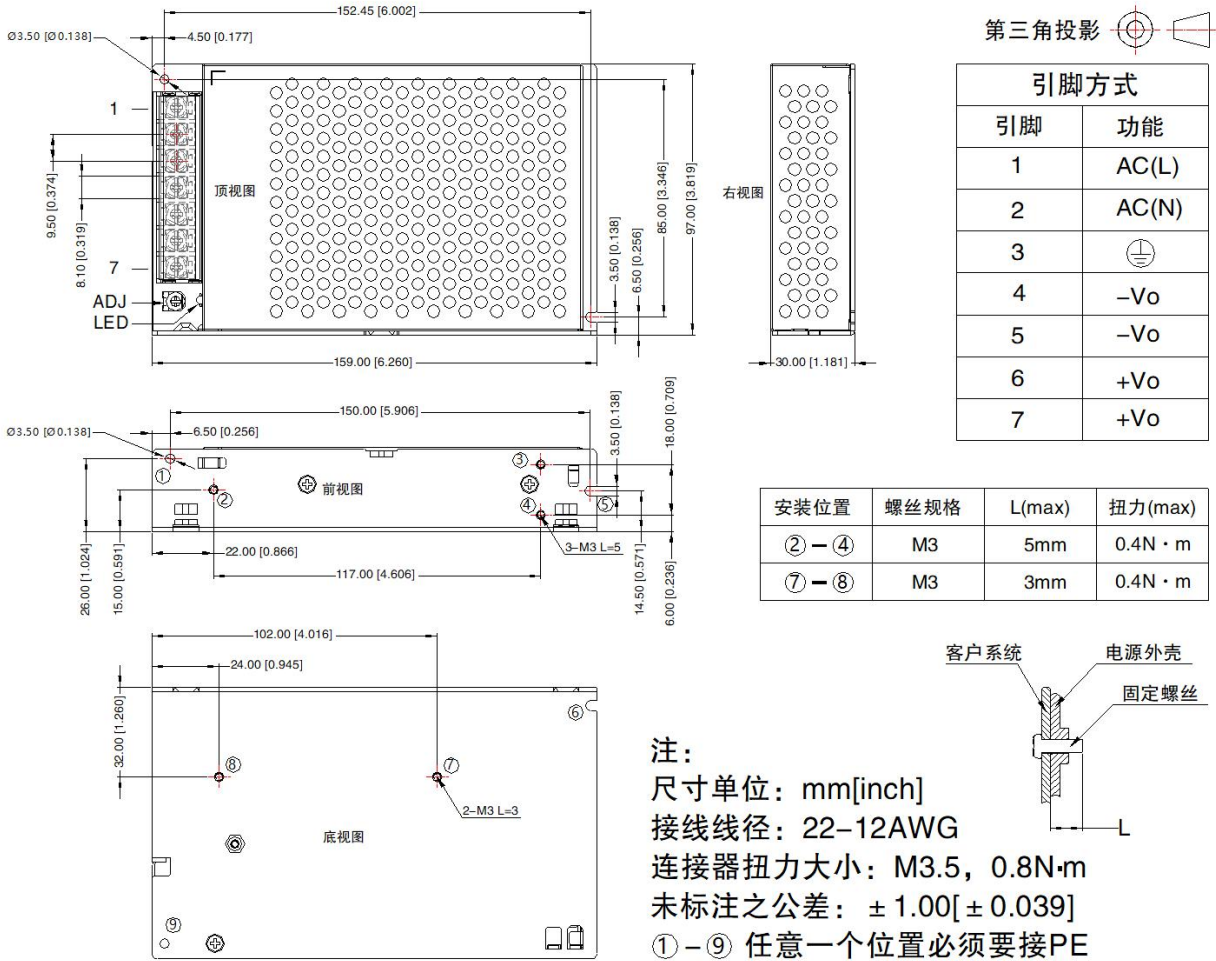 152.45 [6.002]
Ø3.50 [Ø0.138]
4.50 [0.177]
第三角投影
1
7
9.50 [0.374]
8.10 [0.319]
ADJ
LED
顶视图
85.00 [3.346]
97.00 [3.819]
3.50 [0.138]
6.50 [0.256]
159.00 [6.260]
右视图
30.00 [1.181]
引脚方式
引脚 功能
1 AC(L)
2 AC(N)
3
4 −Vo
5 −Vo
6 +Vo
7 +Vo
150.00 [5.906]
Ø3.50 [Ø0.138]
6.50 [0.256]
3.50 [0.138]
18.00 [0.709]
①
②
③
④
⑤
前视图
26.00 [1.024]
15.00 [0.591]
22.00 [0.866]
117.00 [4.606]
3−M3 L=5
14.50 [0.571]
6.00 [0.236]
安装位置 螺丝规格 L(max) 扭力(max)
②−④ M3 5mm 0.4N·m
⑦−⑧ M3 3mm 0.4N·m
102.00 [4.016]
24.00 [0.945]
32.00 [1.260]
⑥
⑧
⑦
2−M3 L=3
底视图
⑨
客户系统
电源外壳
固定螺丝
L
注：
尺寸单位：mm[inch]
接线线径：22−12AWG
连接器扭力大小：M3.5，0.8N·m
未标注之公差：±1.00[±0.039]
①−⑨ 任意一个位置必须要接PE